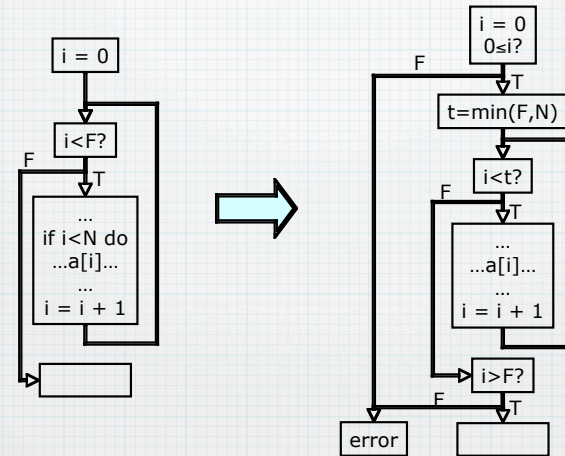 i = 0
i<F?
F
T
...
if i<N do
...a[i]...
...
i = i + 1
i = 0
0≤i?
F
T
t=min(F,N)
i<t?
F
T
...
...a[i]...
...
i = i + 1
i>F?
F
T
error